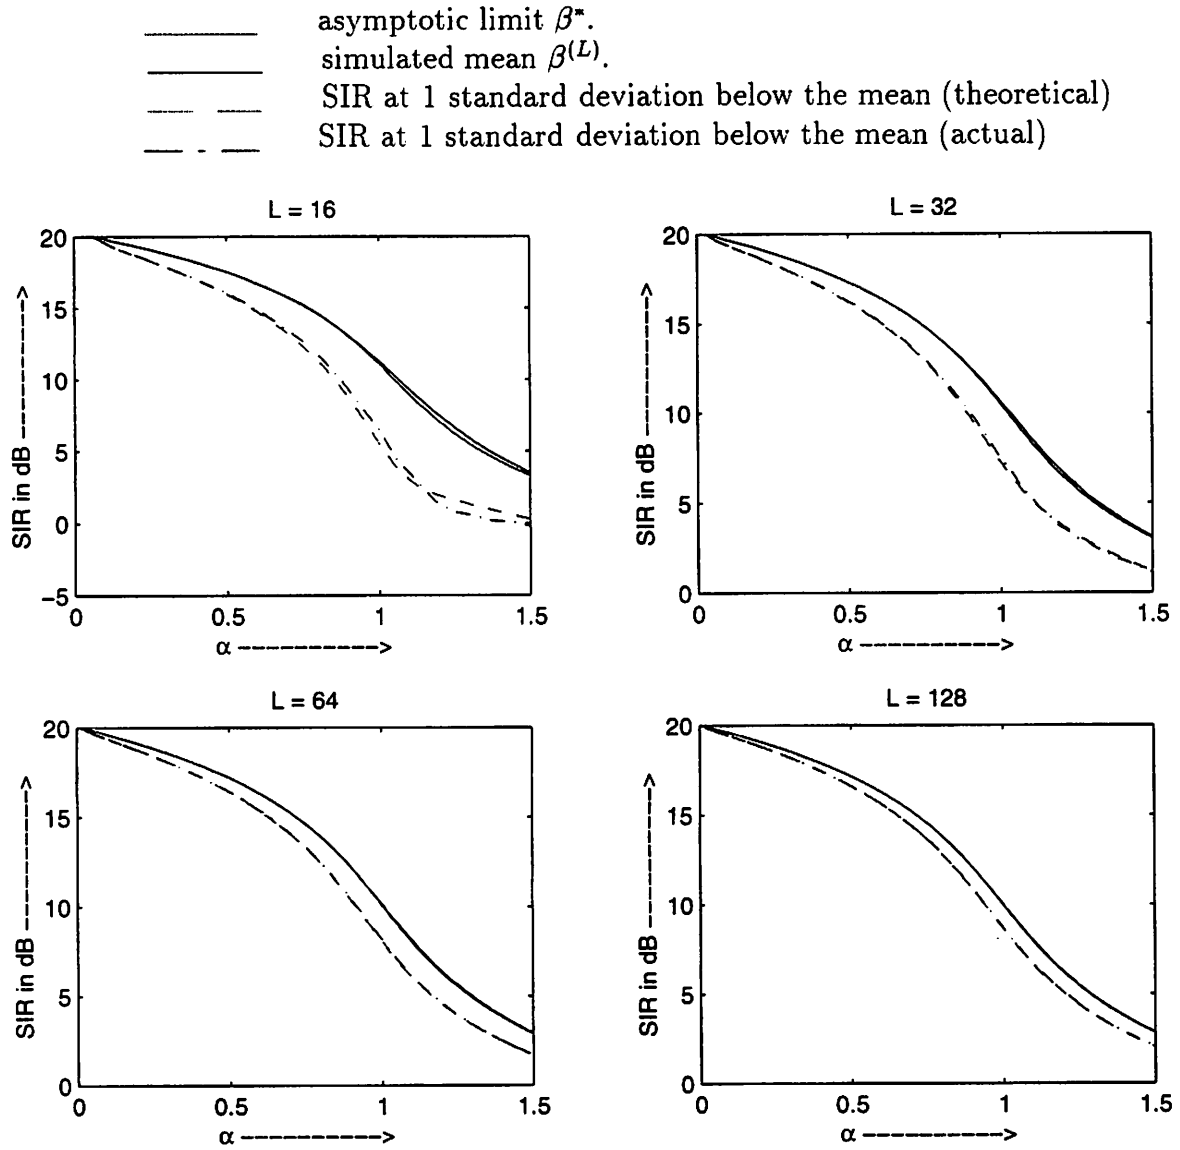 asymptotic limit β*.
simulated mean β^(L).
SIR at 1 standard deviation below the mean (theoretical)
SIR at 1 standard deviation below the mean (actual)
L = 16
20
15
10
5
0
−5
0 0.5 1 1.5
SIR in dB ----------->
α ------------>
L = 32
20
15
10
5
0
0 0.5 1 1.5
SIR in dB ----------->
α ------------>
L = 64
20
15
10
5
0
0 0.5 1 1.5
SIR in dB ----------->
α ------------>
L = 128
20
15
10
5
0
0 0.5 1 1.5
SIR in dB ----------->
α ------------>